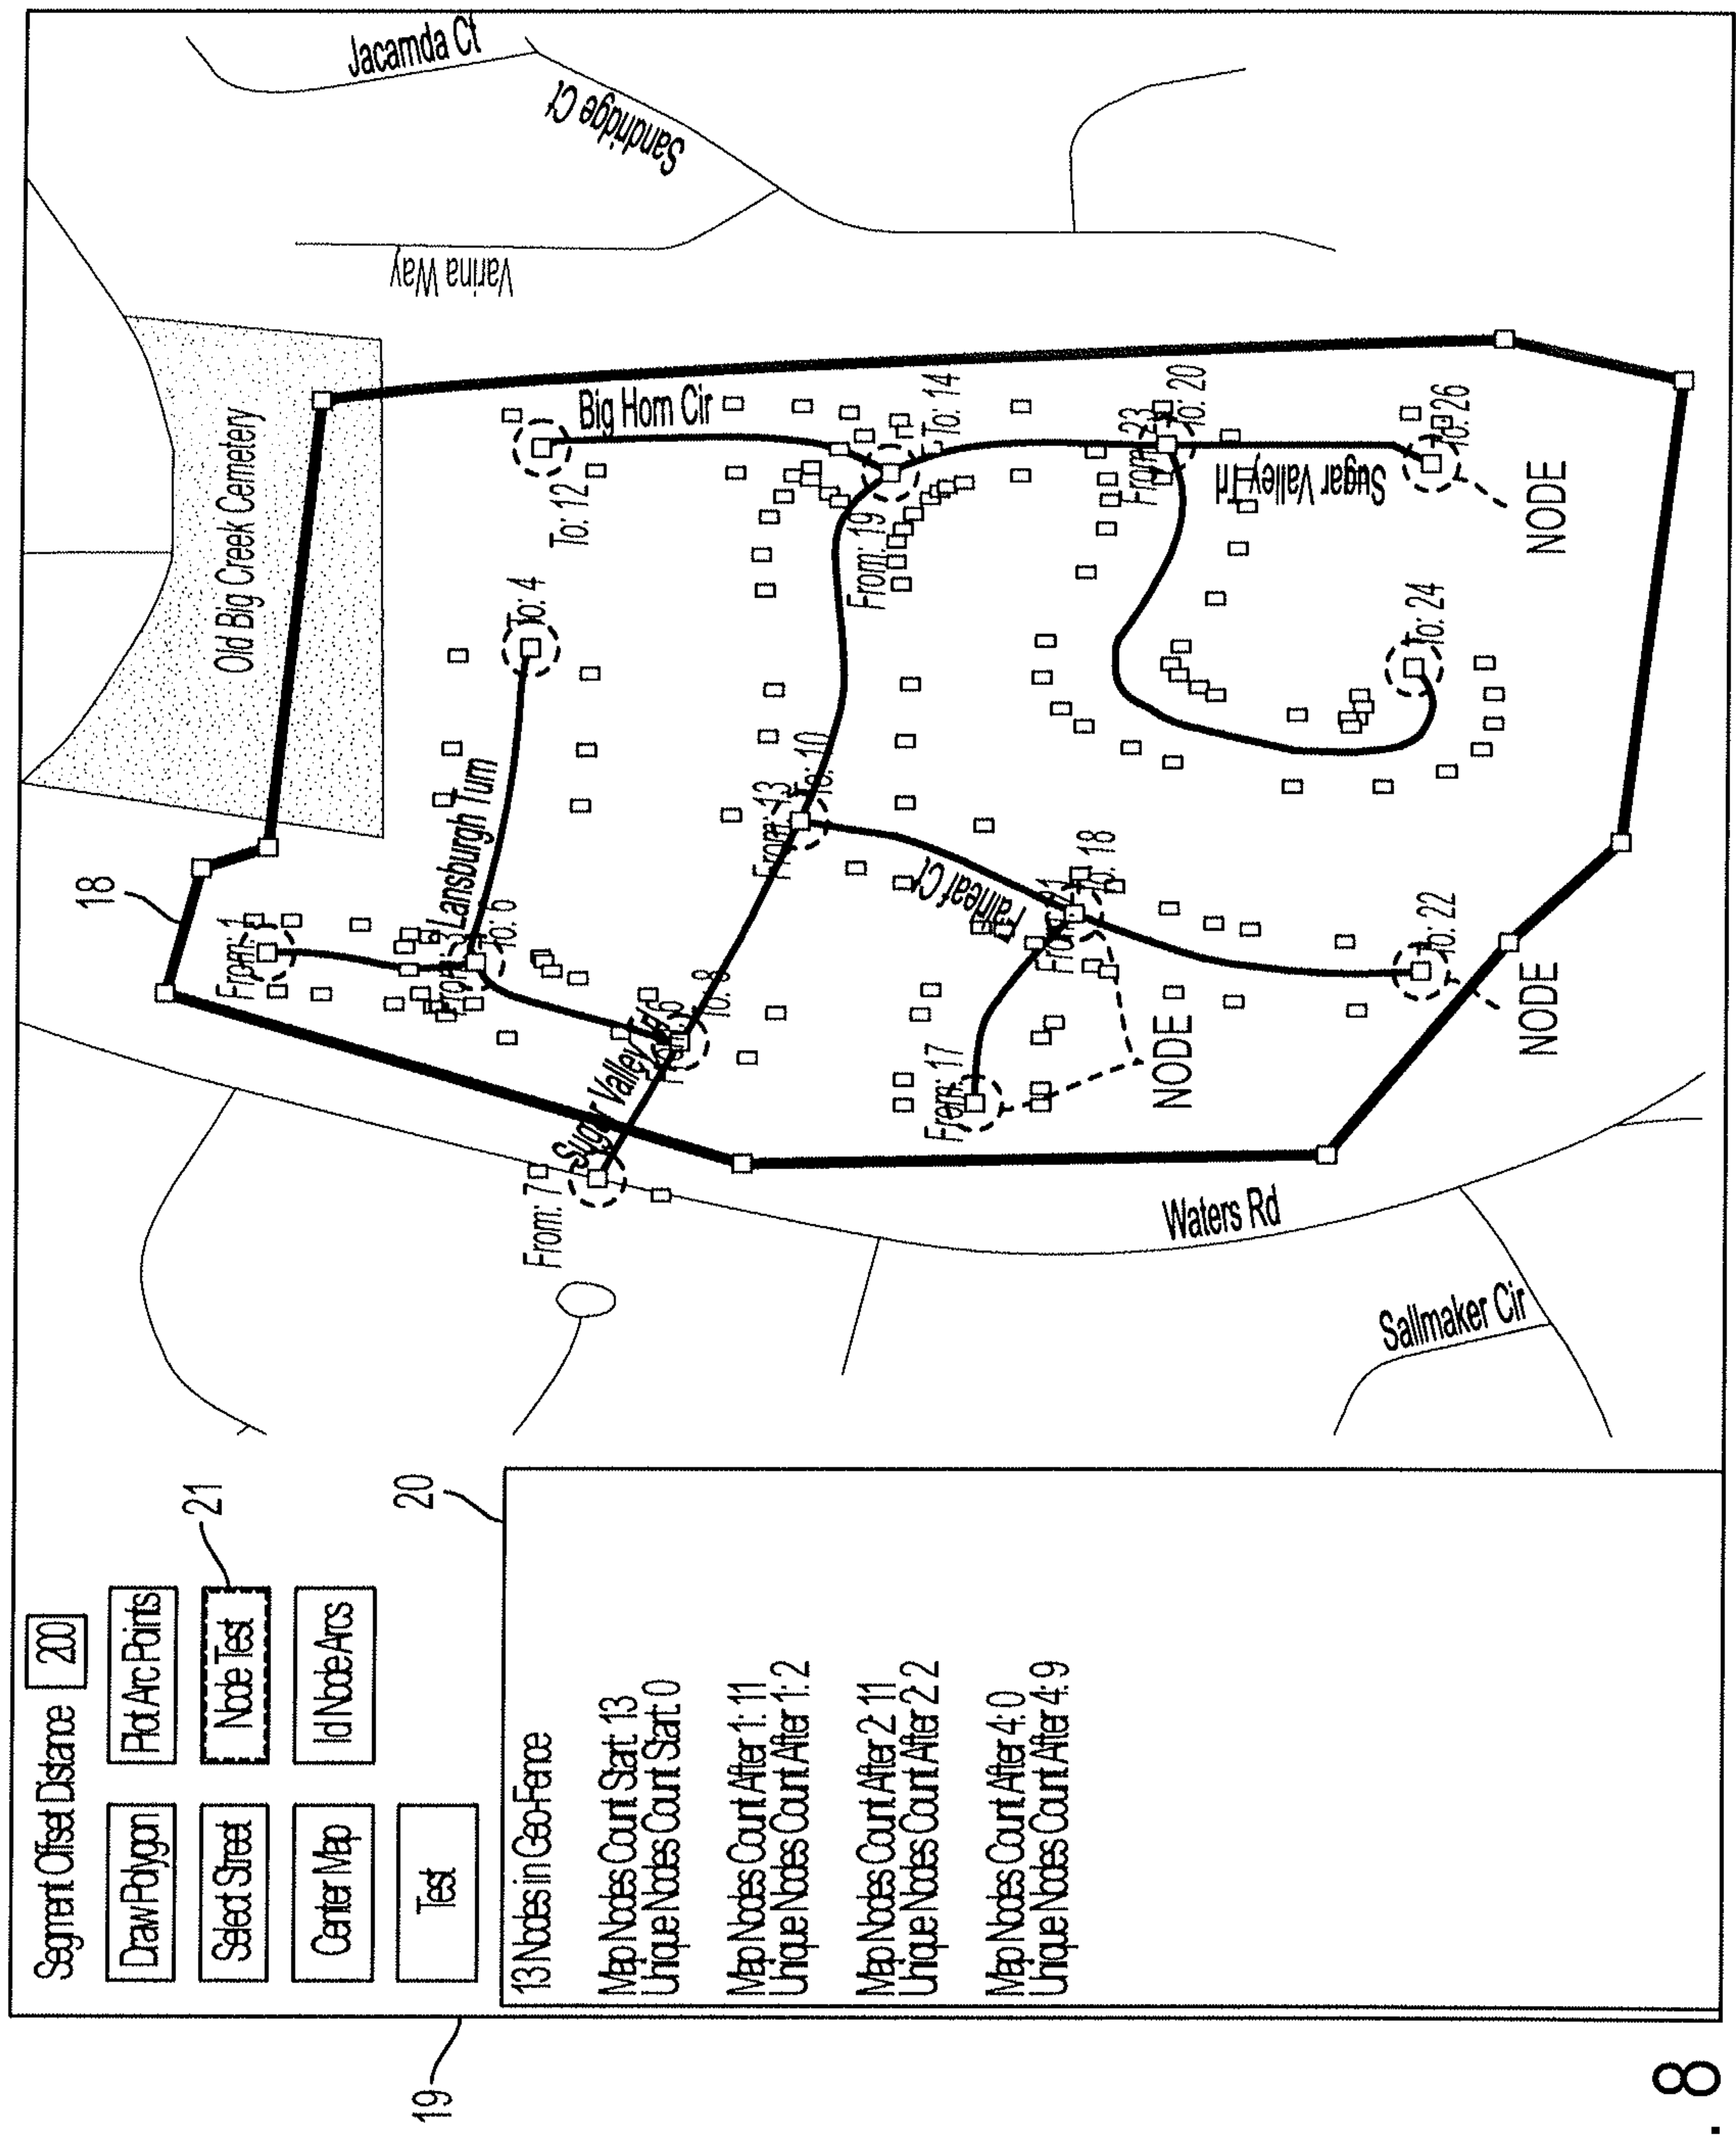 Segment Offset Distance 200
Draw Polygon
Plot Arc Points
Select Street
Node Test
21
Center Map
Id Node Arcs
Test
19
20
13 Nodes in Geo-Fence
Map Nodes Count Start: 13
Unique Nodes Count Start: 0
Map Nodes Count After 1: 11
Unique Nodes Count After 1: 2
Map Nodes Count After 2: 11
Unique Nodes Count After 2: 2
Map Nodes Count After 4: 0
Unique Nodes Count After 4: 9
18
Old Big Creek Cemetery
Jacamda Ct
Sandridge Ct
Varina Way
From: 1
Lansburgh Turn
To: 6
To: 4
To: 12
Big Horn Cir
To: 14
From: 19
From: 7
Sugar Valley
To: 8
From: 13
To: 10
Fairleaf Ct
To: 18
From: 17
NODE
To: 22
NODE
From: 23
To: 20
Sugar Valley Trl
To: 26
NODE
To: 24
Waters Rd
Sallmaker Cir
. 8